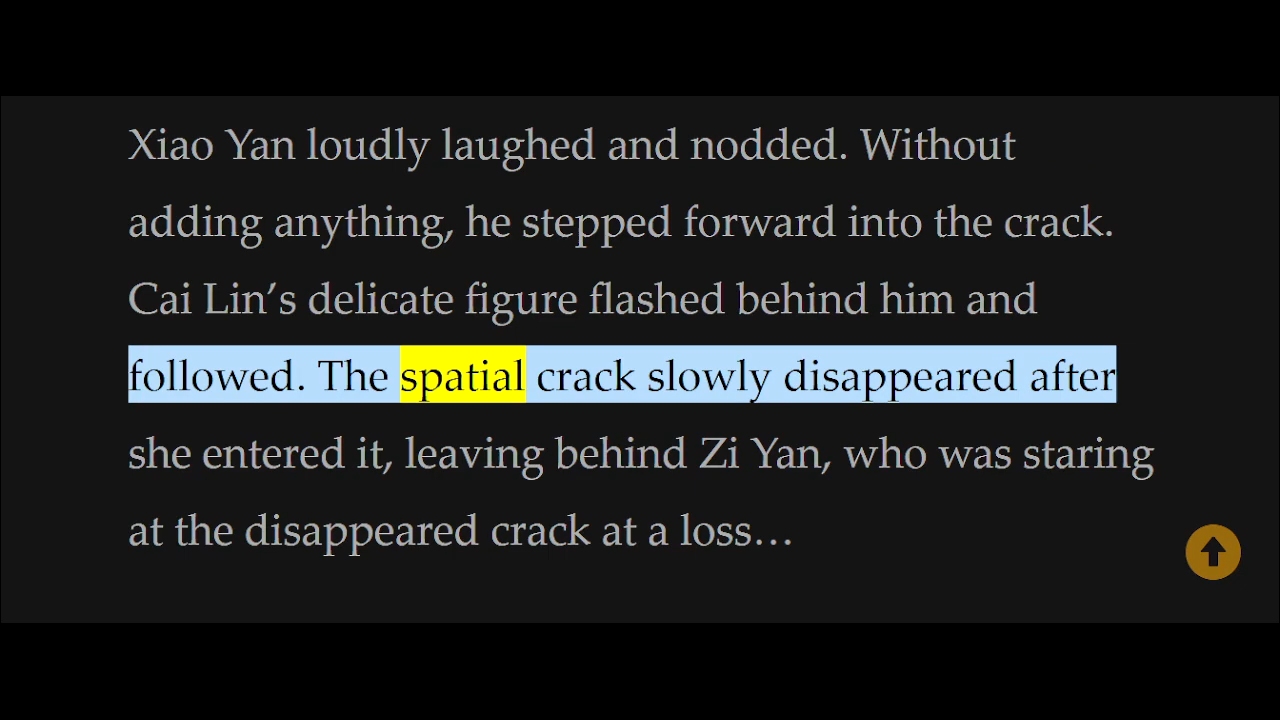 Xiao Yan loudly laughed and nodded. Without
adding anything, he stepped forward into the crack.
Cai Lin’s delicate figure flashed behind him and
followed. The spatial crack slowly disappeared after
she entered it, leaving behind Zi Yan, who was staring
at the disappeared crack at a loss…